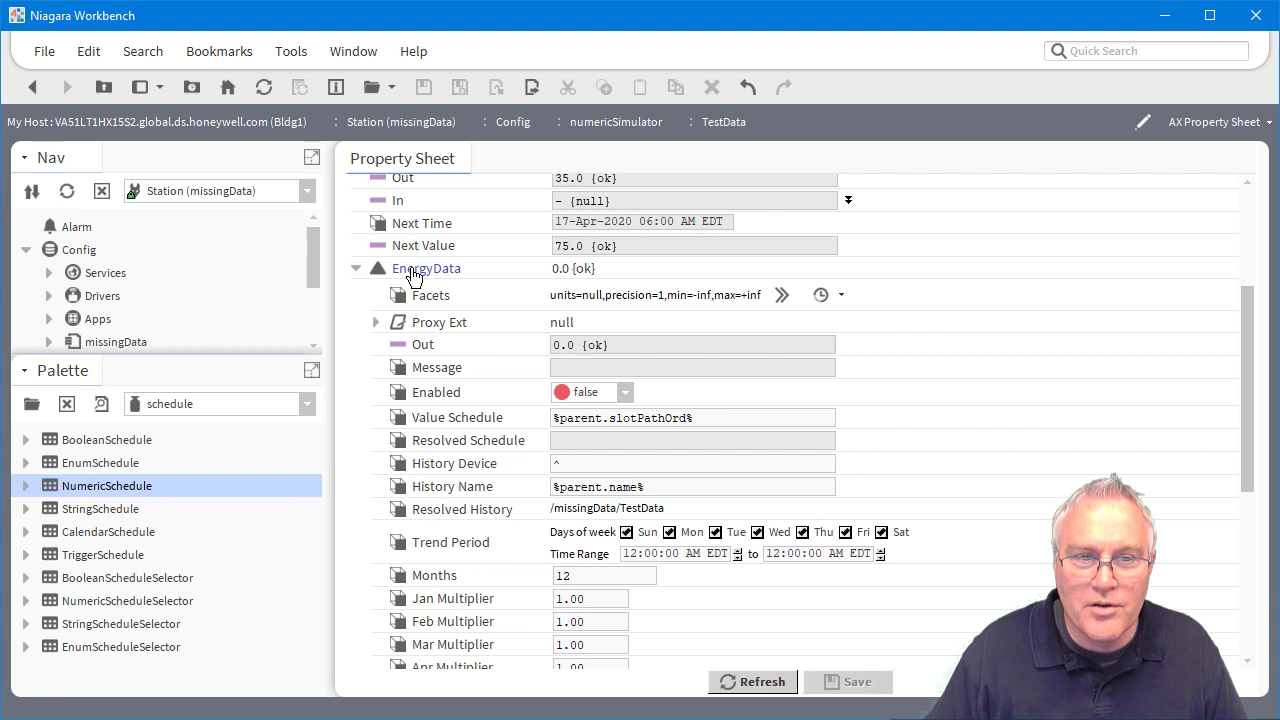 Niagara Workbench
File Edit Search Bookmarks Tools Window Help
Quick Search
My Host : VA51LT1HX15S2.global.ds.honeywell.com (Bldg1) : Station (missingData) : Config : numericSimulator : TestData AX Property Sheet
Nav
Station (missingData)
Alarm
Config
Services
Drivers
Apps
missingData
Palette
schedule
BooleanSchedule
EnumSchedule
NumericSchedule
StringSchedule
CalendarSchedule
TriggerSchedule
BooleanScheduleSelector
NumericScheduleSelector
StringScheduleSelector
EnumScheduleSelector
Property Sheet
Out 35.0 {ok}
In - {null}
Next Time 17-Apr-2020 06:00 AM EDT
Next Value 75.0 {ok}
EnergyData 0.0 {ok}
Facets units=null,precision=1,min=-inf,max=+inf
Proxy Ext null
Out 0.0 {ok}
Message
Enabled false
Value Schedule %parent.slotPathOrd%
Resolved Schedule
History Device ^
History Name %parent.name%
Resolved History /missingData/TestData
Trend Period Days of week Sun Mon Tue Wed Thu Fri Sat
Time Range 12:00:00 AM EDT to 12:00:00 AM EDT
Months 12
Jan Multiplier 1.00
Feb Multiplier 1.00
Mar Multiplier 1.00
Apr Multiplier 1.00
Refresh Save